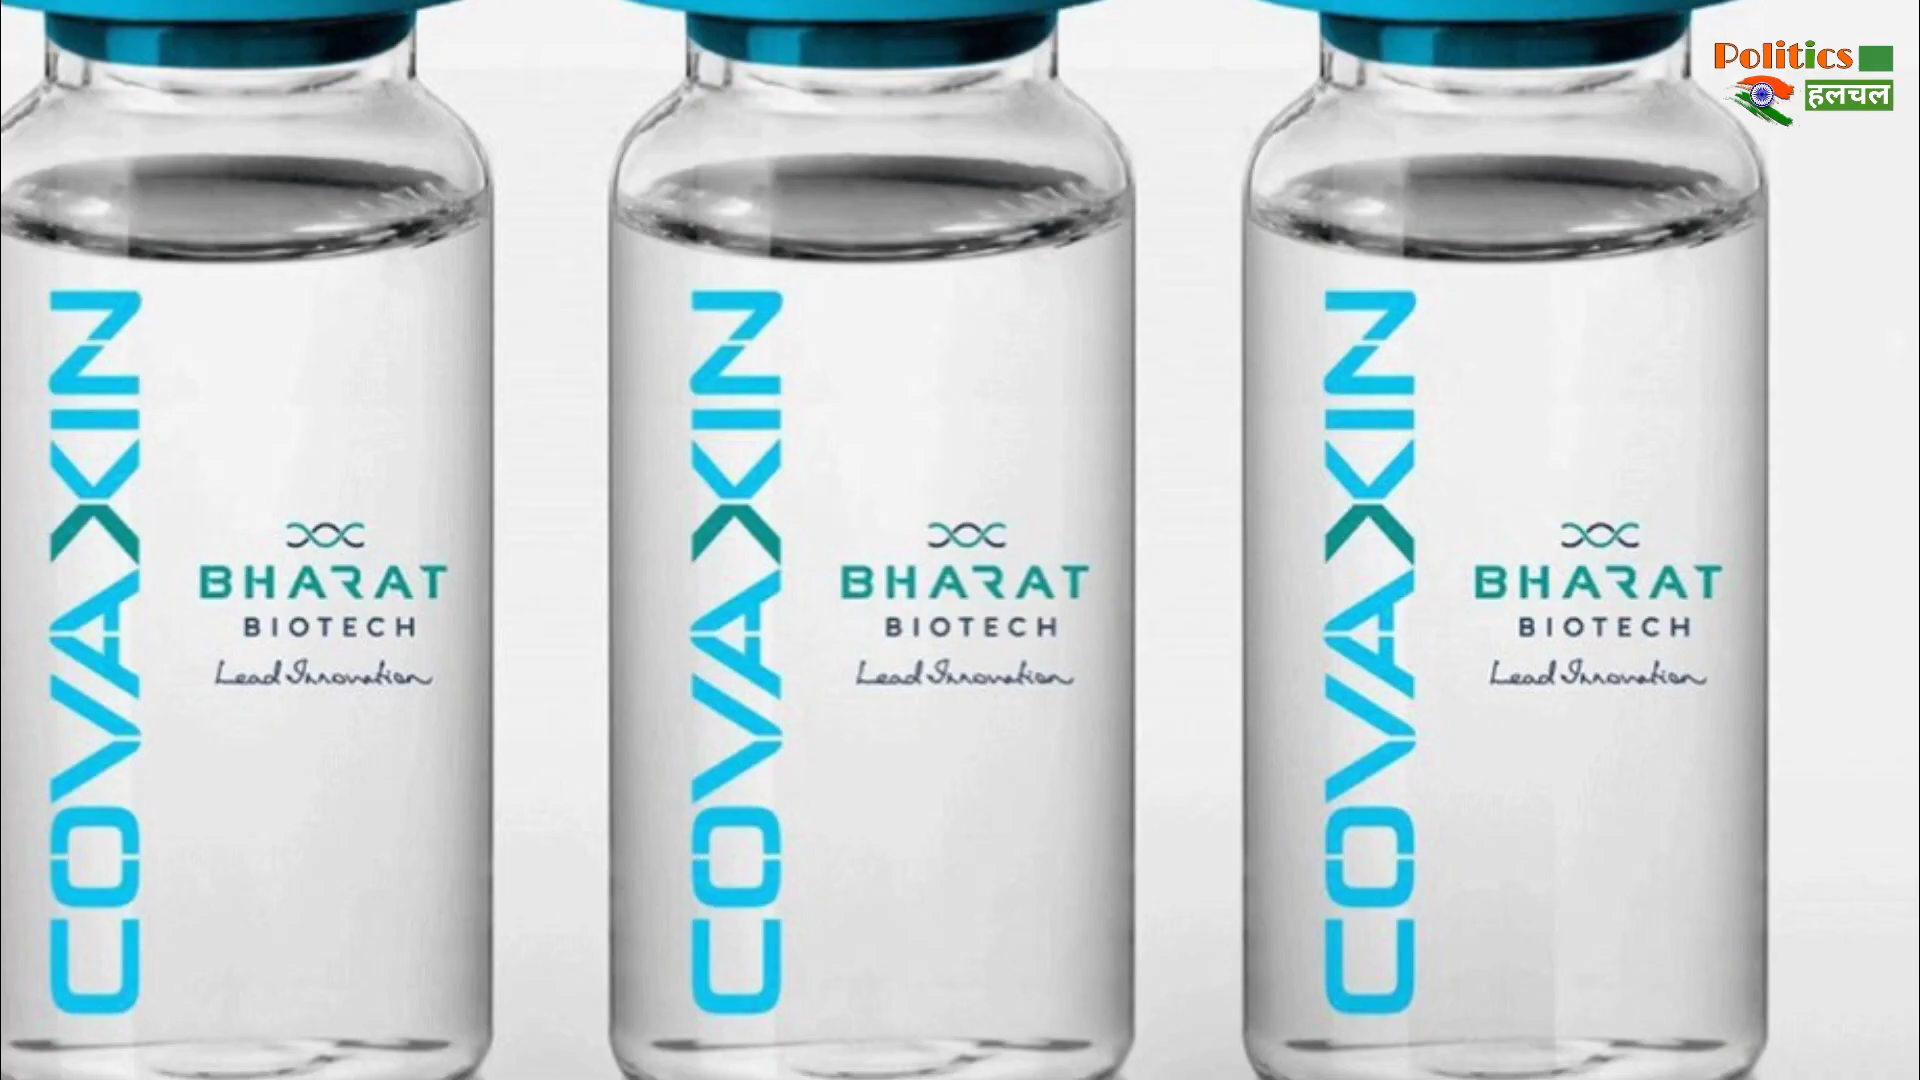 Politics
हलचल
COVAXIN
BHARAT
BIOTECH
Lead Innovation
COVAXIN
BHARAT
BIOTECH
Lead Innovation
COVAXIN
BHARAT
BIOTECH
Lead Innovation